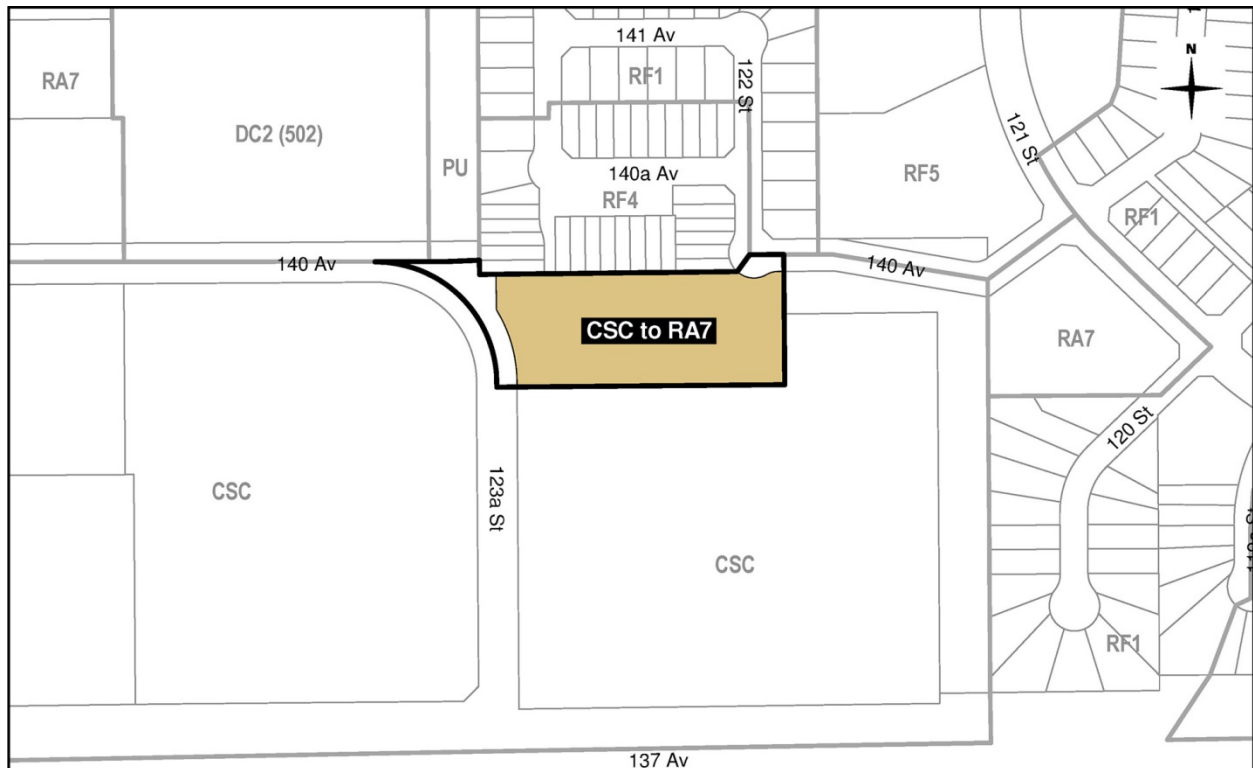 141 Av
N
RA7
RF1
122 St
DC2 (502)
121 St
PU
140a Av
RF5
RF4
RF1
140 Av
140 Av
CSC to RA7
RA7
120 St
CSC
123a St
CSC
RF1
137 Av